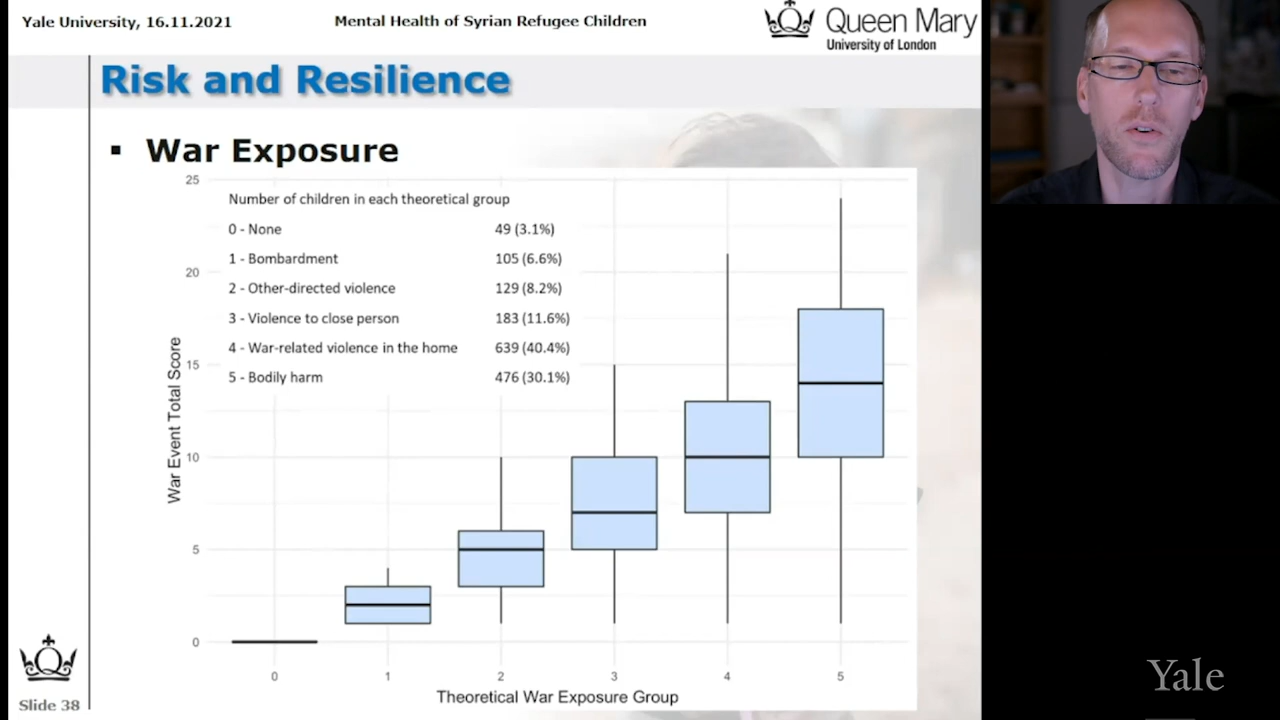 Yale University, 16.11.2021
Mental Health of Syrian Refugee Children
Queen Mary
University of London
Risk and Resilience
▪ War Exposure
Number of children in each theoretical group
0 - None 49 (3.1%)
1 - Bombardment 105 (6.6%)
2 - Other-directed violence 129 (8.2%)
3 - Violence to close person 183 (11.6%)
4 - War-related violence in the home 639 (40.4%)
5 - Bodily harm 476 (30.1%)
War Event Total Score
25
20
15
10
5
0
0 1 2 3 4 5
Theoretical War Exposure Group
Slide 38
Yale